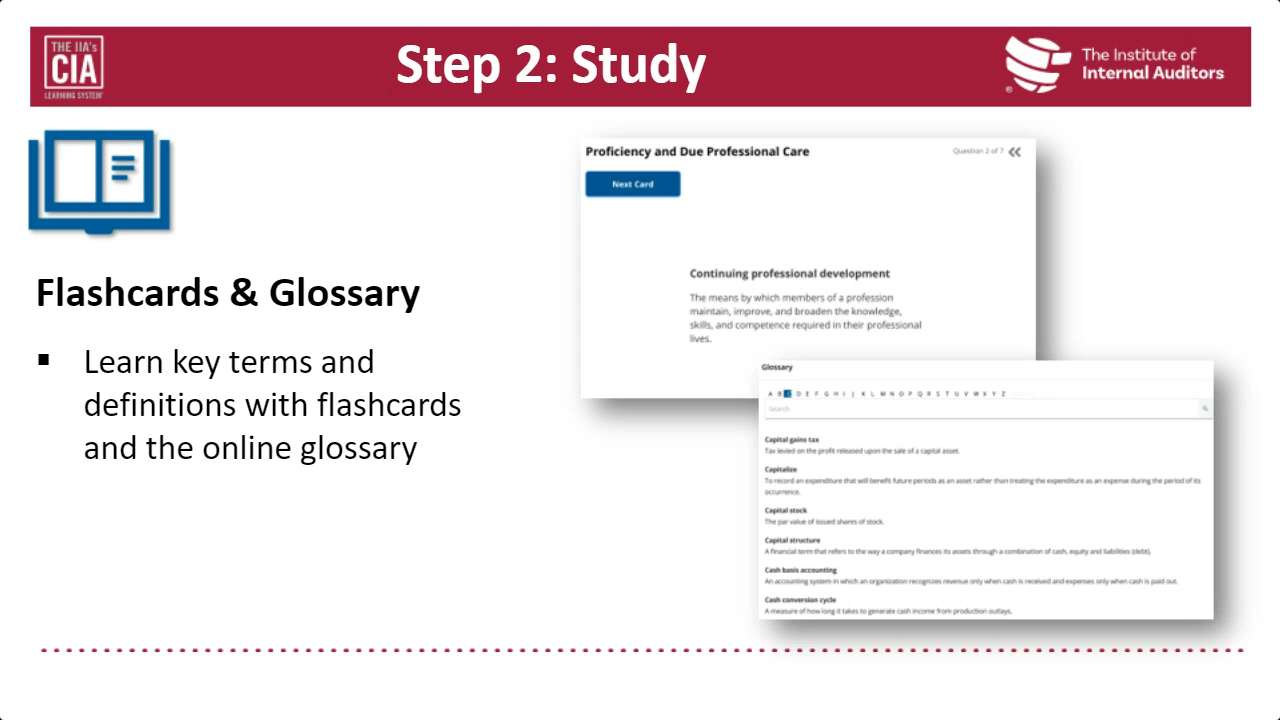 THE IIA's
CIA
LEARNING SYSTEM®
Step 2: Study
The Institute of
Internal Auditors
®
Flashcards & Glossary
▪ Learn key terms and
definitions with flashcards
and the online glossary
Proficiency and Due Professional Care
Question 2 of 7
Next Card
Continuing professional development
The means by which members of a profession
maintain, improve, and broaden the knowledge,
skills, and competence required in their professional
lives.
Glossary
A B C D E F G H I J K L M N O P Q R S T U V W X Y Z
Search
Capital gains tax
Tax levied on the profit released upon the sale of a capital asset.
Capitalize
To record an expenditure that will benefit future periods as an asset rather than treating the expenditure as an expense during the period of its
occurrence.
Capital stock
The par value of issued shares of stock.
Capital structure
A financial term that refers to the way a company finances its assets through a combination of cash, equity and liabilities (debt).
Cash basis accounting
An accounting system in which an organization recognizes revenue only when cash is received and expenses only when cash is paid out.
Cash conversion cycle
A measure of how long it takes to generate cash income from production outlays.